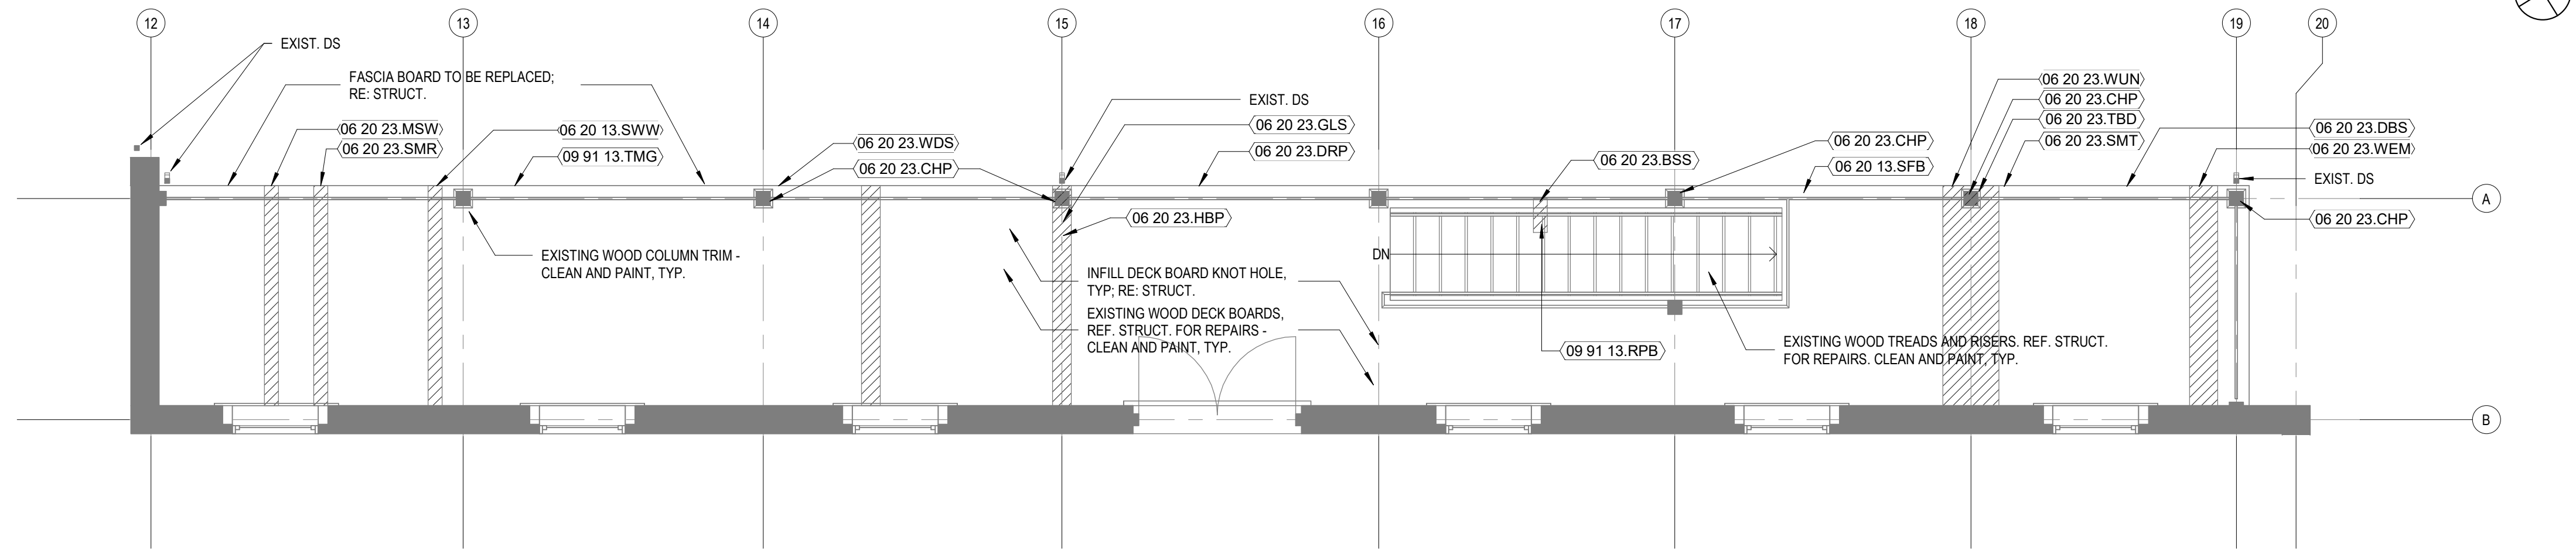 12
13
14
15
16
17
18
19
20
EXIST. DS
FASCIA BOARD TO BE REPLACED;
RE: STRUCT.
06 20 23.MSW
06 20 23.SMR
06 20 13.SWW
09 91 13.TMG
06 20 23.WDS
06 20 23.CHP
EXIST. DS
06 20 23.GLS
06 20 23.DRP
06 20 23.HBP
06 20 23.BSS
06 20 23.CHP
06 20 13.SFB
06 20 23.WUN
06 20 23.CHP
06 20 23.TBD
06 20 23.SMT
06 20 23.DBS
06 20 23.WEM
EXIST. DS
06 20 23.CHP
A
EXISTING WOOD COLUMN TRIM -
CLEAN AND PAINT, TYP.
INFILL DECK BOARD KNOT HOLE,
TYP; RE: STRUCT.
EXISTING WOOD DECK BOARDS,
REF. STRUCT. FOR REPAIRS -
CLEAN AND PAINT, TYP.
DN
09 91 13.RPB
EXISTING WOOD TREADS AND RISERS. REF. STRUCT.
FOR REPAIRS. CLEAN AND PAINT, TYP.
B